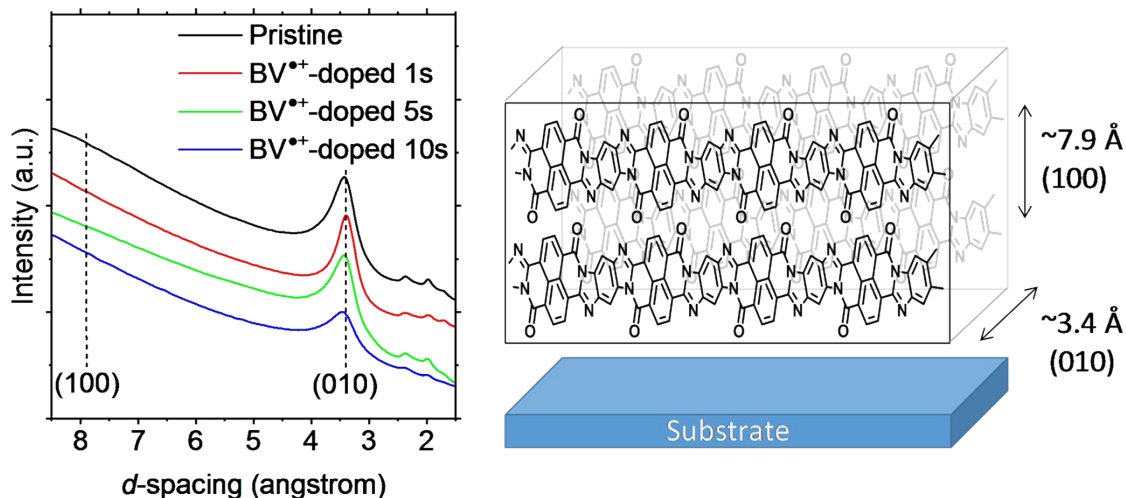 Pristine
BV•+-doped 1s
BV•+-doped 5s
BV•+-doped 10s
Intensity (a.u.)
(100)
(010)
8 7 6 5 4 3 2
d-spacing (angstrom)
~7.9 Å
(100)
~3.4 Å
(010)
Substrate